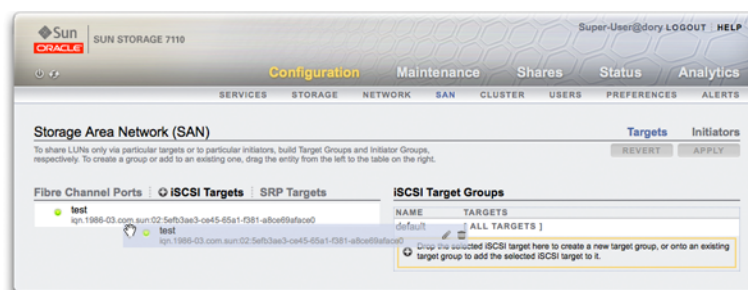 Sun
ORACLE
SUN STORAGE 7110
Super-User@dory LOGOUT HELP
Configuration Maintenance Shares Status Analytics
SERVICES STORAGE NETWORK SAN CLUSTER USERS PREFERENCES ALERTS
Storage Area Network (SAN)
Targets Initiators
To share LUNs only via particular targets or to particular initiators, build Target Groups and Initiator Groups,
respectively. To create a group or add to an existing one, drag the entity from the left to the table on the right.
REVERT APPLY
Fibre Channel Ports iSCSI Targets SRP Targets
iSCSI Target Groups
test
iqn.1986-03.com.sun:02:5efb3ae3-ce45-65a1-f381-a8ce69aface0
test
iqn.1986-03.com.sun:02:5efb3ae3-ce45-65a1-f381-a8ce69aface0
NAME TARGETS
default [ ALL TARGETS ]
Drop the selected iSCSI target here to create a new target group, or onto an existing
target group to add the selected iSCSI target to it.